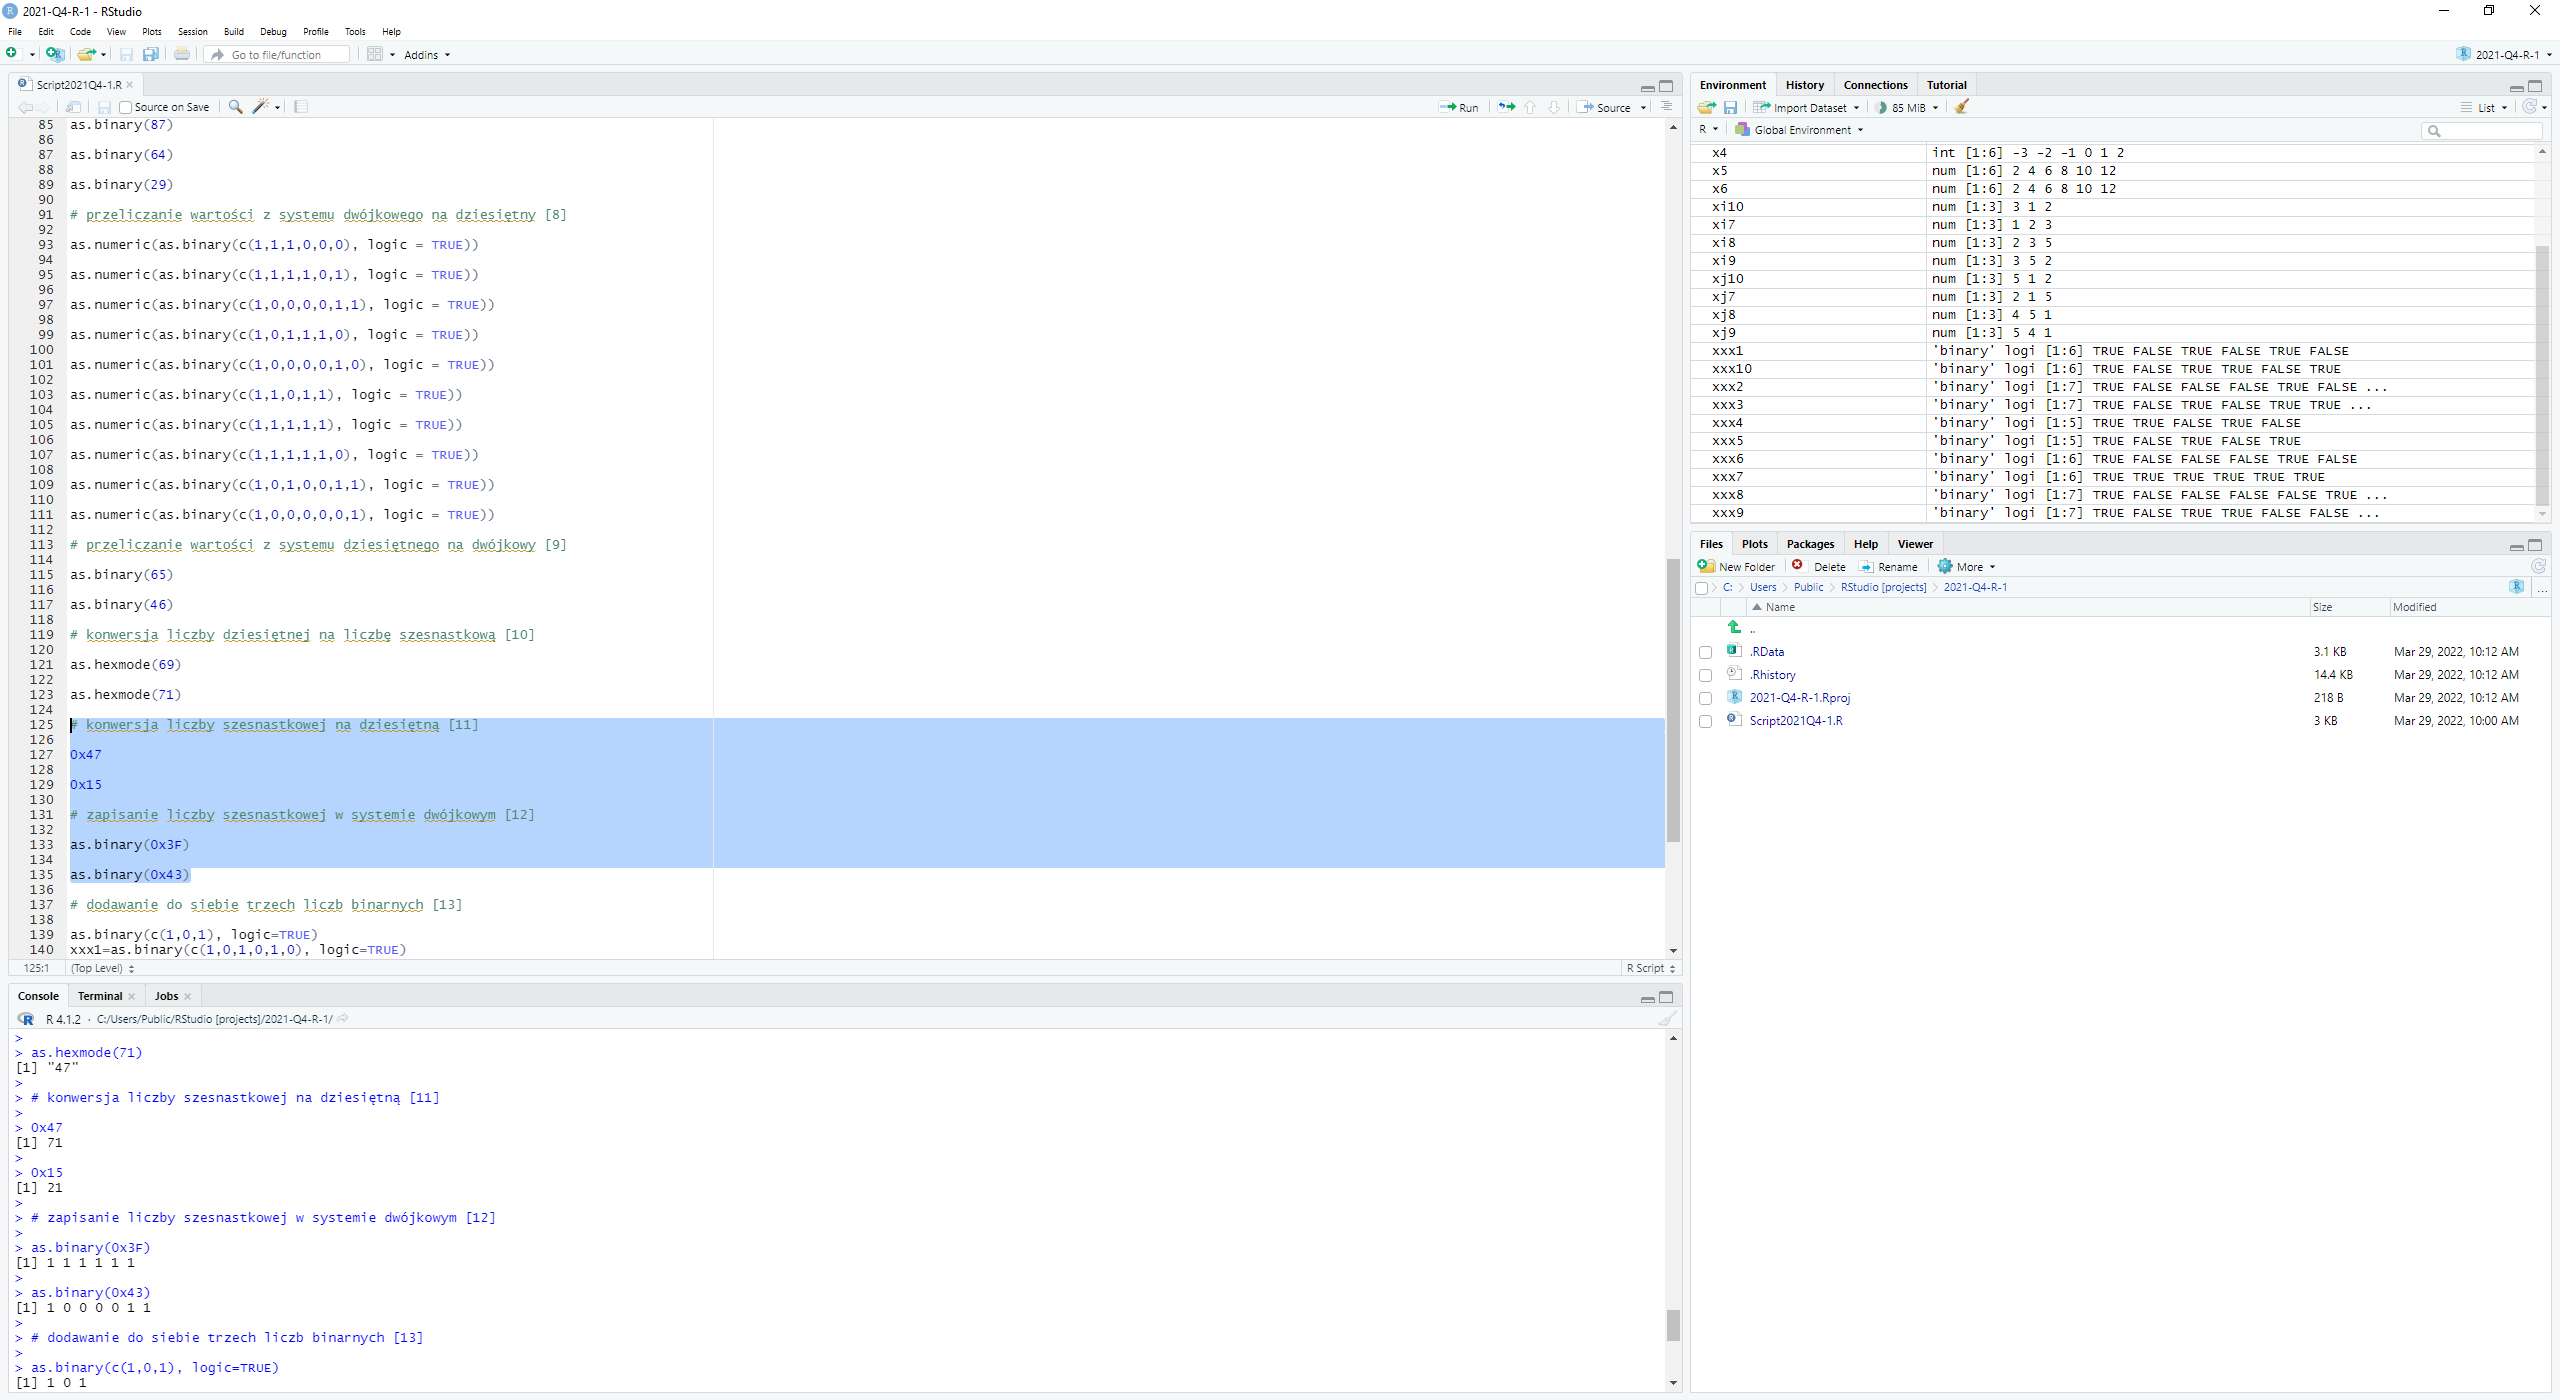 2021-Q4-R-1 - RStudio
File Edit Code View Plots Session Build Debug Profile Tools Help
Go to file/function Addins 2021-Q4-R-1
Script2021Q4-1.R
Source on Save Run Source
85 as.binary(87)
86
87 as.binary(64)
88
89 as.binary(29)
90
91 # przeliczanie wartości z systemu dwójkowego na dziesiętny [8]
92
93 as.numeric(as.binary(c(1,1,1,0,0,0), logic = TRUE))
94
95 as.numeric(as.binary(c(1,1,1,1,0,1), logic = TRUE))
96
97 as.numeric(as.binary(c(1,0,0,0,0,1,1), logic = TRUE))
98
99 as.numeric(as.binary(c(1,0,1,1,1,0), logic = TRUE))
100
101 as.numeric(as.binary(c(1,0,0,0,0,1,0), logic = TRUE))
102
103 as.numeric(as.binary(c(1,1,0,1,1), logic = TRUE))
104
105 as.numeric(as.binary(c(1,1,1,1,1), logic = TRUE))
106
107 as.numeric(as.binary(c(1,1,1,1,1,0), logic = TRUE))
108
109 as.numeric(as.binary(c(1,0,1,0,0,1,1), logic = TRUE))
110
111 as.numeric(as.binary(c(1,0,0,0,0,0,1), logic = TRUE))
112
113 # przeliczanie wartości z systemu dziesiętnego na dwójkowy [9]
114
115 as.binary(65)
116
117 as.binary(46)
118
119 # konwersja liczby dziesiętnej na liczbę szesnastkową [10]
120
121 as.hexmode(69)
122
123 as.hexmode(71)
124
125 # konwersja liczby szesnastkowej na dziesiętną [11]
126
127 0x47
128
129 0x15
130
131 # zapisanie liczby szesnastkowej w systemie dwójkowym [12]
132
133 as.binary(0x3F)
134
135 as.binary(0x43)
136
137 # dodawanie do siebie trzech liczb binarnych [13]
138
139 as.binary(c(1,0,1), logic=TRUE)
140 xxx1=as.binary(c(1,0,1,0,1,0), logic=TRUE)
125:1 (Top Level) R Script
Console Terminal Jobs
R 4.1.2 · C:/Users/Public/RStudio [projects]/2021-Q4-R-1/
>
> as.hexmode(71)
[1] "47"
>
> # konwersja liczby szesnastkowej na dziesiętną [11]
>
> 0x47
[1] 71
>
> 0x15
[1] 21
>
> # zapisanie liczby szesnastkowej w systemie dwójkowym [12]
>
> as.binary(0x3F)
[1] 1 1 1 1 1 1
>
> as.binary(0x43)
[1] 1 0 0 0 0 1 1
>
> # dodawanie do siebie trzech liczb binarnych [13]
>
> as.binary(c(1,0,1), logic=TRUE)
[1] 1 0 1
Environment History Connections Tutorial
Import Dataset 85 MiB List
R Global Environment
x4 int [1:6] -3 -2 -1 0 1 2
x5 num [1:6] 2 4 6 8 10 12
x6 num [1:6] 2 4 6 8 10 12
xi10 num [1:3] 3 1 2
xi7 num [1:3] 1 2 3
xi8 num [1:3] 2 3 5
xi9 num [1:3] 3 5 2
xj10 num [1:3] 5 1 2
xj7 num [1:3] 2 1 5
xj8 num [1:3] 4 5 1
xj9 num [1:3] 5 4 1
xxx1 'binary' logi [1:6] TRUE FALSE TRUE FALSE TRUE FALSE
xxx10 'binary' logi [1:6] TRUE FALSE TRUE TRUE FALSE TRUE
xxx2 'binary' logi [1:7] TRUE FALSE FALSE FALSE TRUE FALSE ...
xxx3 'binary' logi [1:7] TRUE FALSE TRUE FALSE TRUE TRUE ...
xxx4 'binary' logi [1:5] TRUE TRUE FALSE TRUE FALSE
xxx5 'binary' logi [1:5] TRUE FALSE TRUE FALSE TRUE
xxx6 'binary' logi [1:6] TRUE FALSE FALSE FALSE TRUE FALSE
xxx7 'binary' logi [1:6] TRUE TRUE TRUE TRUE TRUE TRUE
xxx8 'binary' logi [1:7] TRUE FALSE FALSE FALSE FALSE TRUE ...
xxx9 'binary' logi [1:7] TRUE FALSE TRUE TRUE FALSE FALSE ...
Files Plots Packages Help Viewer
New Folder Delete Rename More
C: Users Public RStudio [projects] 2021-Q4-R-1 ...
Name Size Modified
..
.RData 3.1 KB Mar 29, 2022, 10:12 AM
.Rhistory 14.4 KB Mar 29, 2022, 10:12 AM
2021-Q4-R-1.Rproj 218 B Mar 29, 2022, 10:12 AM
Script2021Q4-1.R 3 KB Mar 29, 2022, 10:00 AM